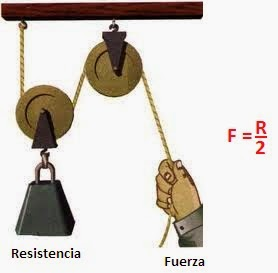 F = R/2
Resistencia
Fuerza